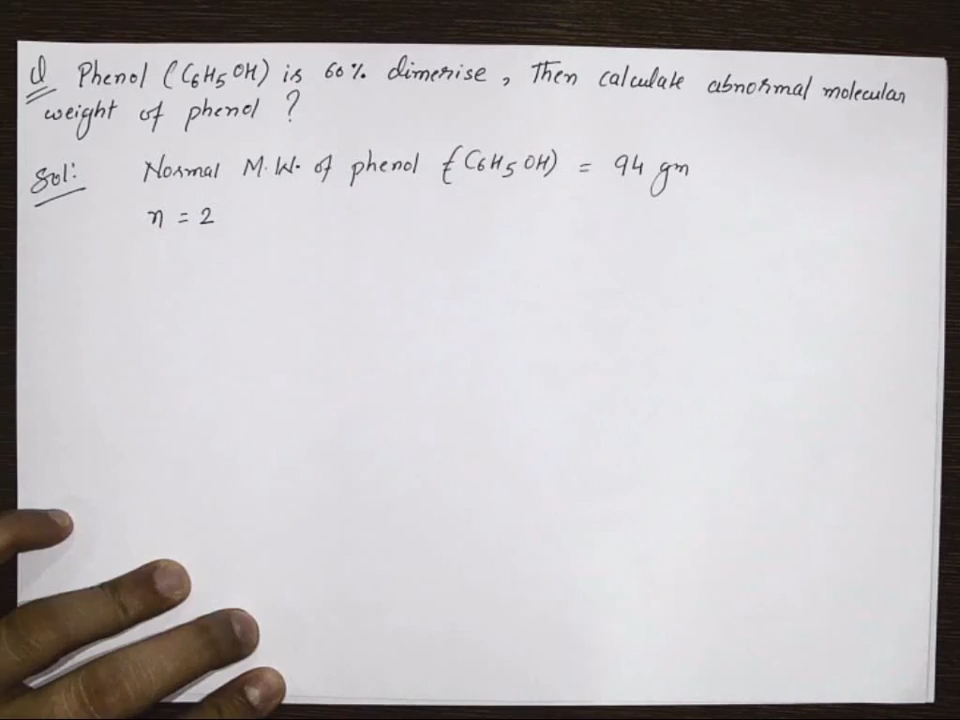 Q Phenol (C6H5OH) is 60% dimerise, Then calculate abnormal molecular
weight of phenol ?
Sol: Normal M.W. of phenol (C6H5OH) = 94 gm
n = 2